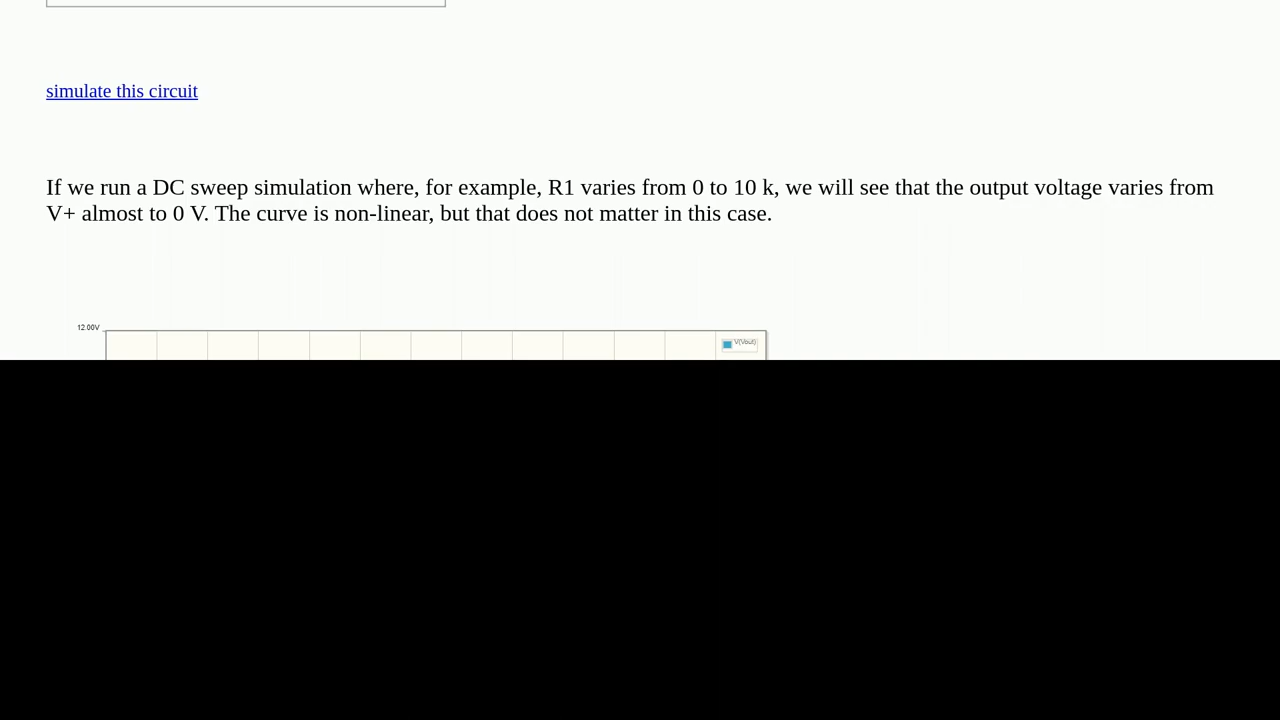 simulate this circuit
If we run a DC sweep simulation where, for example, R1 varies from 0 to 10 k, we will see that the output voltage varies from
V+ almost to 0 V. The curve is non-linear, but that does not matter in this case.
12.00V
V(Vout)